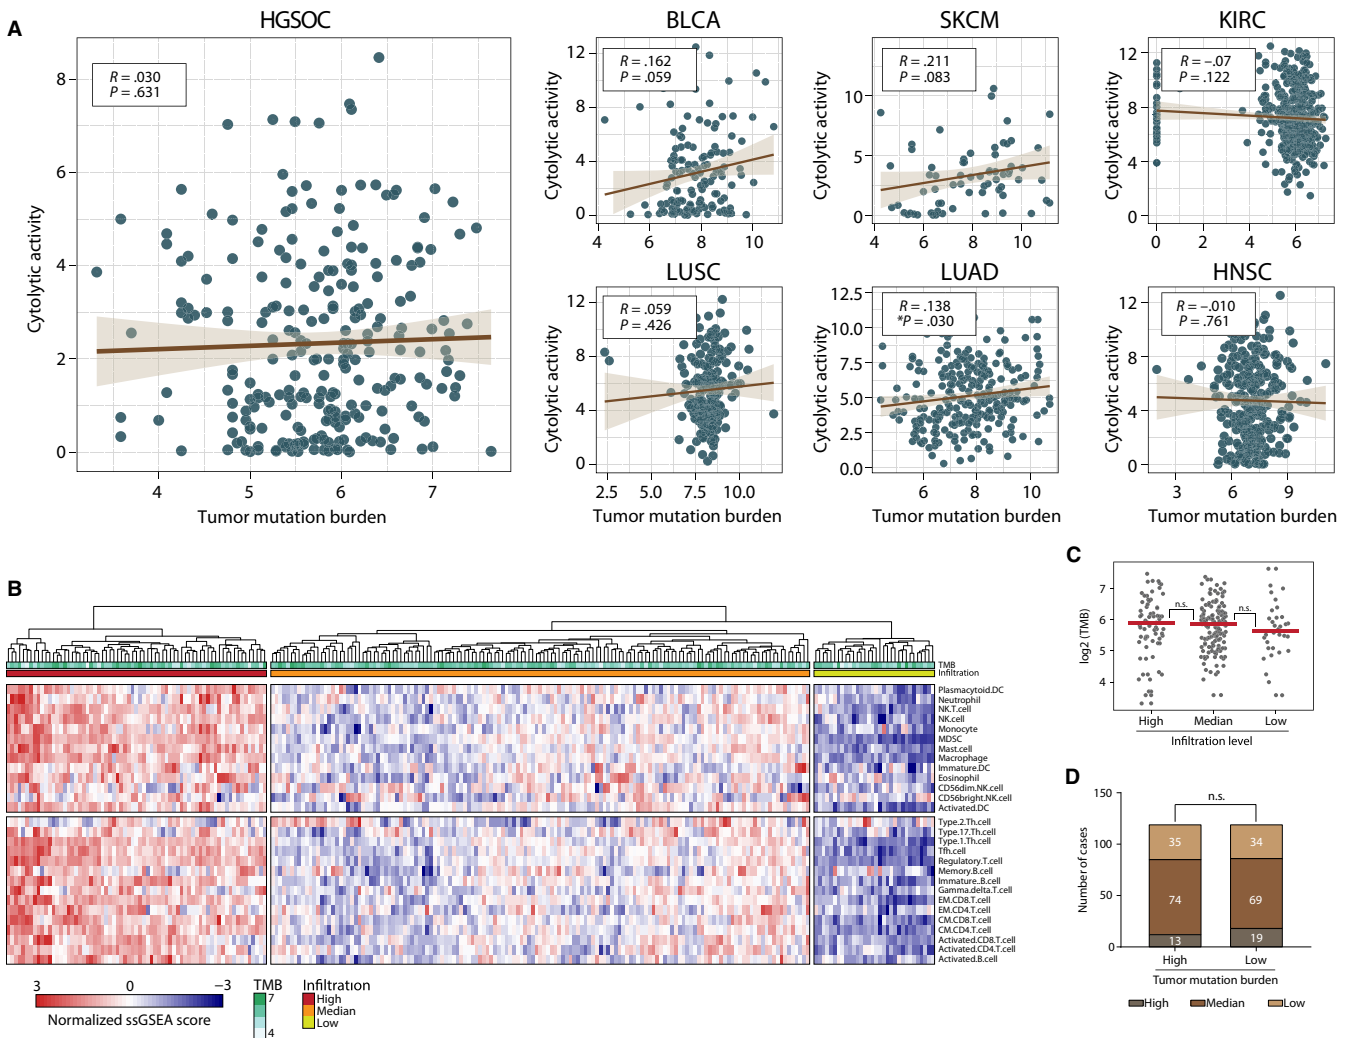 A
HGSOC
R = .030
P = .631
8
6
4
2
0
4
5
6
7
Cytolytic activity
Tumor mutation burden
BLCA
R = .162
P = .059
12
8
4
0
4
6
8
10
Cytolytic activity
SKCM
R = .211
P = .083
10
5
0
4
6
8
10
Cytolytic activity
KIRC
R = –.07
P = .122
12
8
4
0
0
2
4
6
Cytolytic activity
LUSC
R = .059
P = .426
12
8
4
0
2.5
5.0
7.5
10.0
Cytolytic activity
Tumor mutation burden
LUAD
R = .138
*P = .030
12.5
10.0
7.5
5.0
2.5
0.0
6
8
10
Cytolytic activity
Tumor mutation burden
HNSC
R = –.010
P = .761
12
8
4
0
3
6
9
Cytolytic activity
Tumor mutation burden
B
TMB
Infiltration
Plasmacytoid.DC
Neutrophil
NK.T.cell
NK.cell
Monocyte
MDSC
Mast.cell
Macrophage
Immature.DC
Eosinophil
CD56dim.NK.cell
CD56bright.NK.cell
Activated.DC
Type.2.Th.cell
Type.17.Th.cell
Type.1.Th.cell
Tfh.cell
Regulatory.T.cell
Memory.B.cell
Immature..B.cell
Gamma.delta.T.cell
EM.CD8.T.cell
EM.CD4.T.cell
CM.CD8.T.cell
CM.CD4.T.cell
Activated.CD8.T.cell
Activated.CD4.T.cell
Activated.B.cell
3
0
–3
Normalized ssGSEA score
TMB
7
4
Infiltration
High
Median
Low
C
7
6
5
4
log2 (TMB)
n.s.
n.s.
High
Median
Low
Infiltration level
D
150
100
50
0
Number of cases
n.s.
35
74
13
34
69
19
High
Low
Tumor mutation burden
High
Median
Low